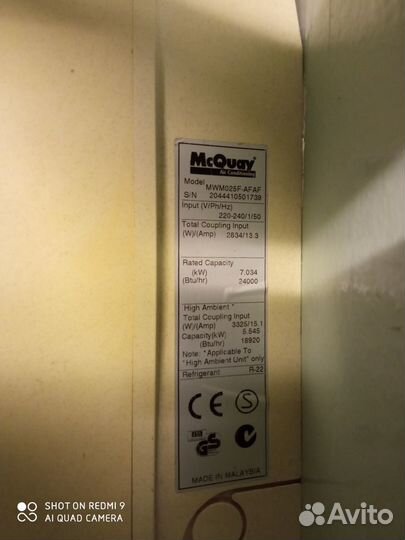 McQuay
Air Conditioning
Model MWM025F-AFAF
S/N 2044410501739
Input (V/Ph/Hz)
220-240/1/50
Total Coupling Input
(W)/(Amp) 2834/13.3
Rated Capacity
(kW) 7.034
(Btu/hr) 24000
High Ambient *
Total Coupling Input
(W)/(Amp) 3325/15.1
Capacity(kW) 5.545
(Btu/hr) 18920
Note: *Applicable To
"High Ambient Unit" only
Refrigerant R-22
CE
S
GS
MADE IN MALAYSIA
SHOT ON REDMI 9
AI QUAD CAMERA
Avito